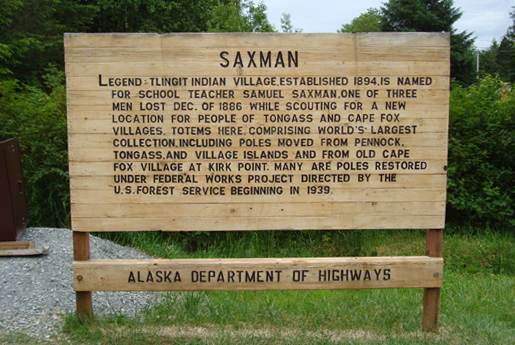 SAXMAN
LEGEND: TLINGIT INDIAN VILLAGE, ESTABLISHED 1894, IS NAMED
FOR SCHOOL TEACHER SAMUEL SAXMAN, ONE OF THREE
MEN LOST DEC. OF 1886 WHILE SCOUTING FOR A NEW
LOCATION FOR PEOPLE OF TONGASS AND CAPE FOX
VILLAGES. TOTEMS HERE, COMPRISING WORLD'S LARGEST
COLLECTION, INCLUDING POLES MOVED FROM PENNOCK,
TONGASS, AND VILLAGE ISLANDS AND FROM OLD CAPE
FOX VILLAGE AT KIRK POINT. MANY ARE POLES RESTORED
UNDER FEDERAL WORKS PROJECT DIRECTED BY THE
U.S. FOREST SERVICE BEGINNING IN 1939.
ALASKA DEPARTMENT OF HIGHWAYS